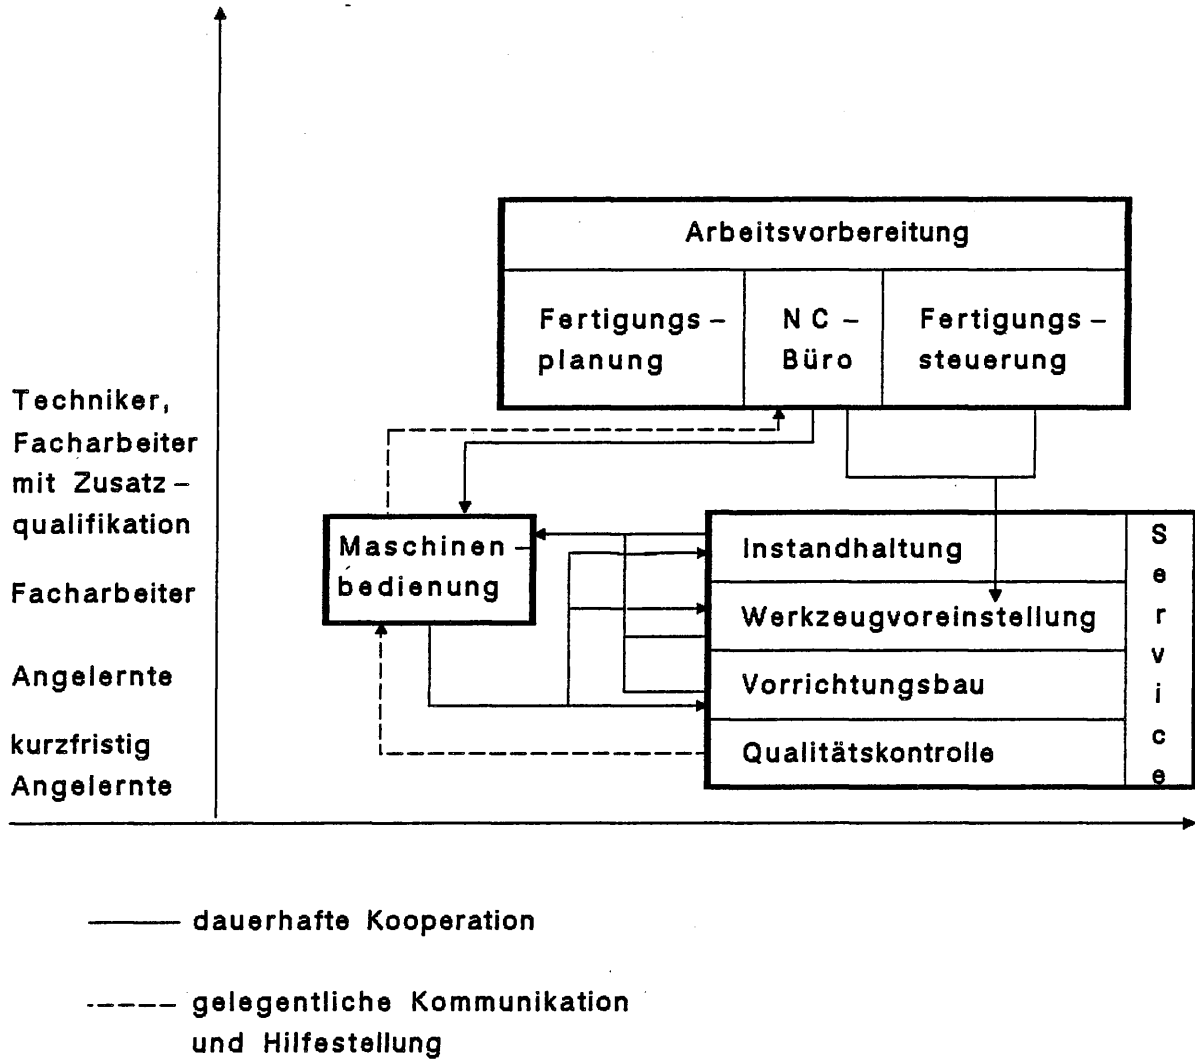 Arbeitsvorbereitung
Fertigungs–
planung
NC–
Büro
Fertigungs–
steuerung
Techniker,
Facharbeiter
mit Zusatz–
qualifikation
Facharbeiter
Angelernte
kurzfristig
Angelernte
Maschinen–
bedienung
Instandhaltung
Werkzeugvoreinstellung
Vorrichtungsbau
Qualitätskontrolle
Service
dauerhafte Kooperation
gelegentliche Kommunikation
und Hilfestellung